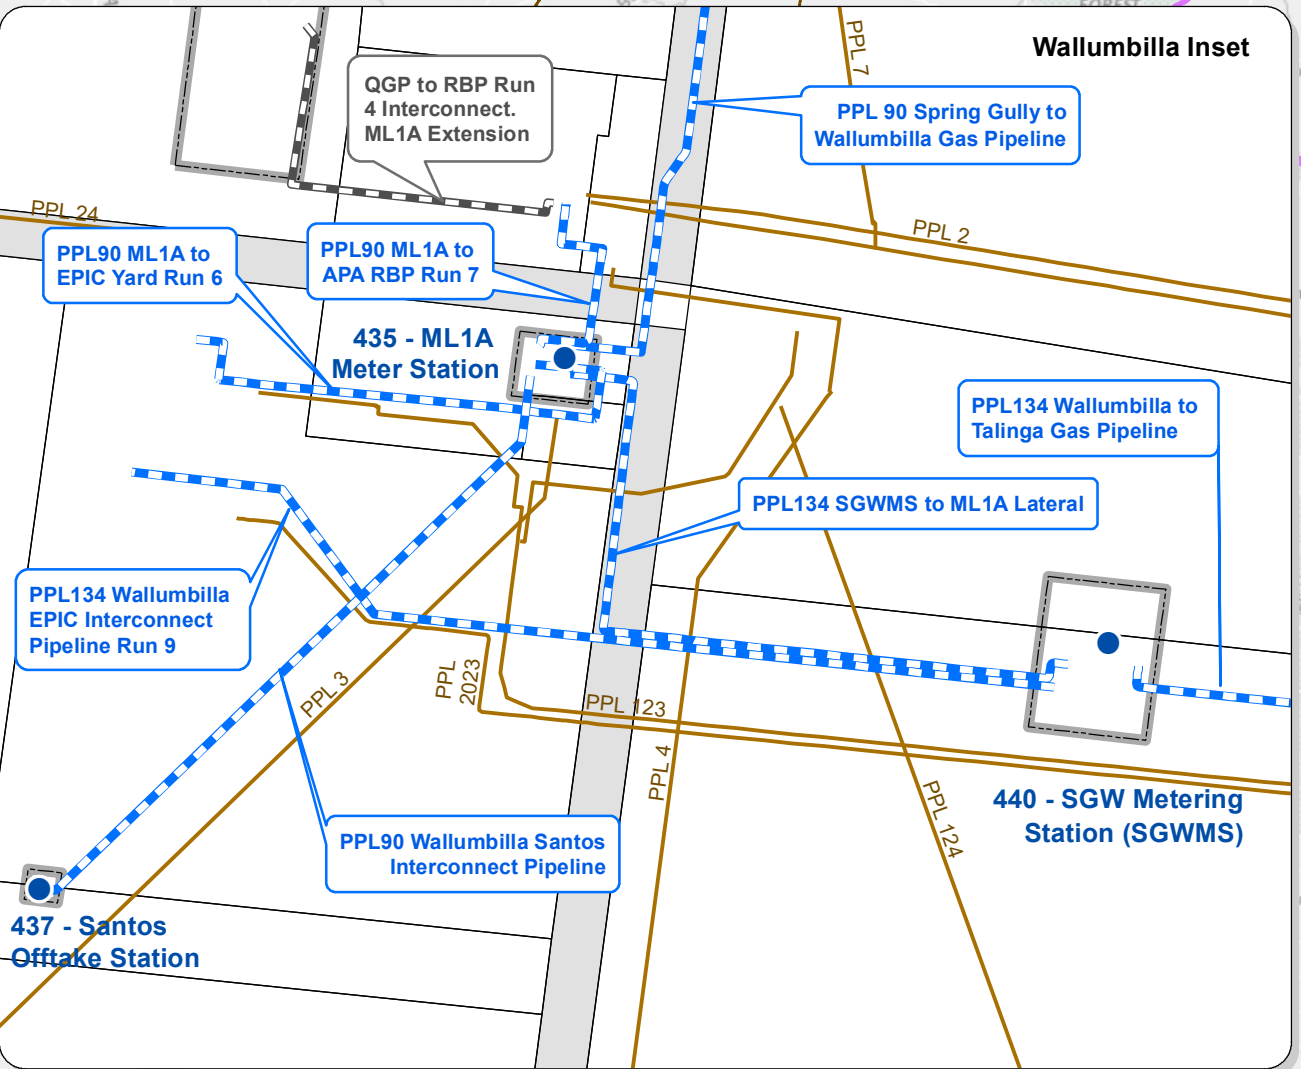 FOREST
Wallumbilla Inset
PPL 7
QGP to RBP Run
4 Interconnect.
ML1A Extension
PPL 90 Spring Gully to
Wallumbilla Gas Pipeline
PPL 24
PPL 2
PPL90 ML1A to
EPIC Yard Run 6
PPL90 ML1A to
APA RBP Run 7
435 - ML1A
Meter Station
PPL134 Wallumbilla to
Talinga Gas Pipeline
PPL134 SGWMS to ML1A Lateral
PPL134 Wallumbilla
EPIC Interconnect
Pipeline Run 9
PPL 3
PPL
2023
PPL 123
PPL 4
PPL 124
440 - SGW Metering
Station (SGWMS)
PPL90 Wallumbilla Santos
Interconnect Pipeline
437 - Santos
Offtake Station